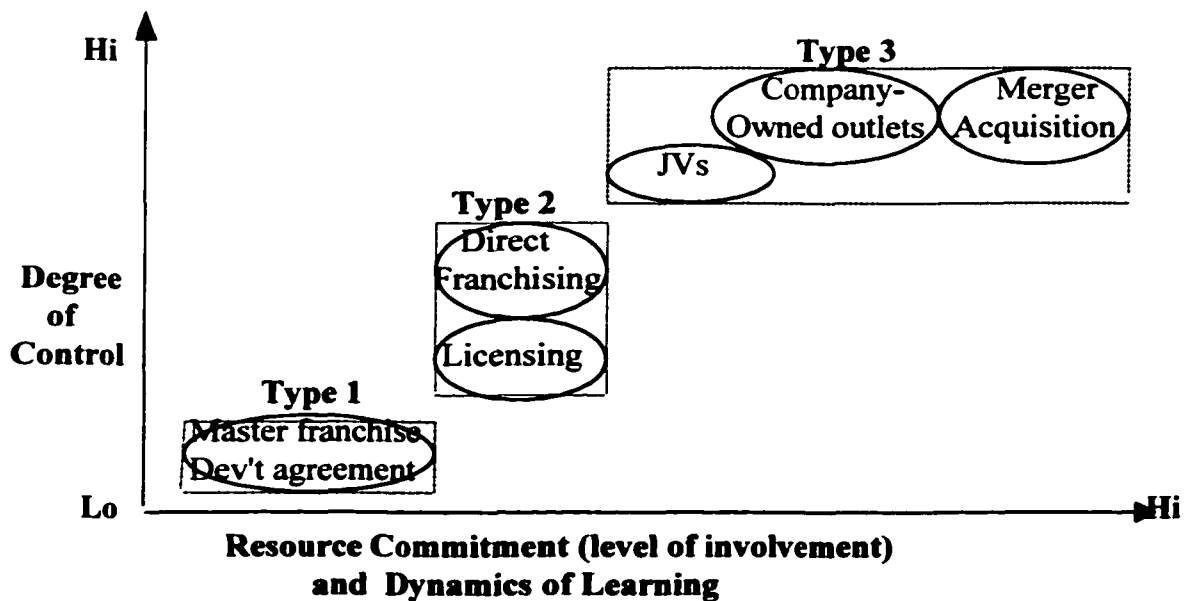 Hi
Type 3
Company-
Owned outlets
Merger
Acquisition
JVs
Type 2
Direct
Franchising
Licensing
Degree
of
Control
Type 1
Master franchise
Dev't agreement
Lo
Hi
Resource Commitment (level of involvement)
and Dynamics of Learning